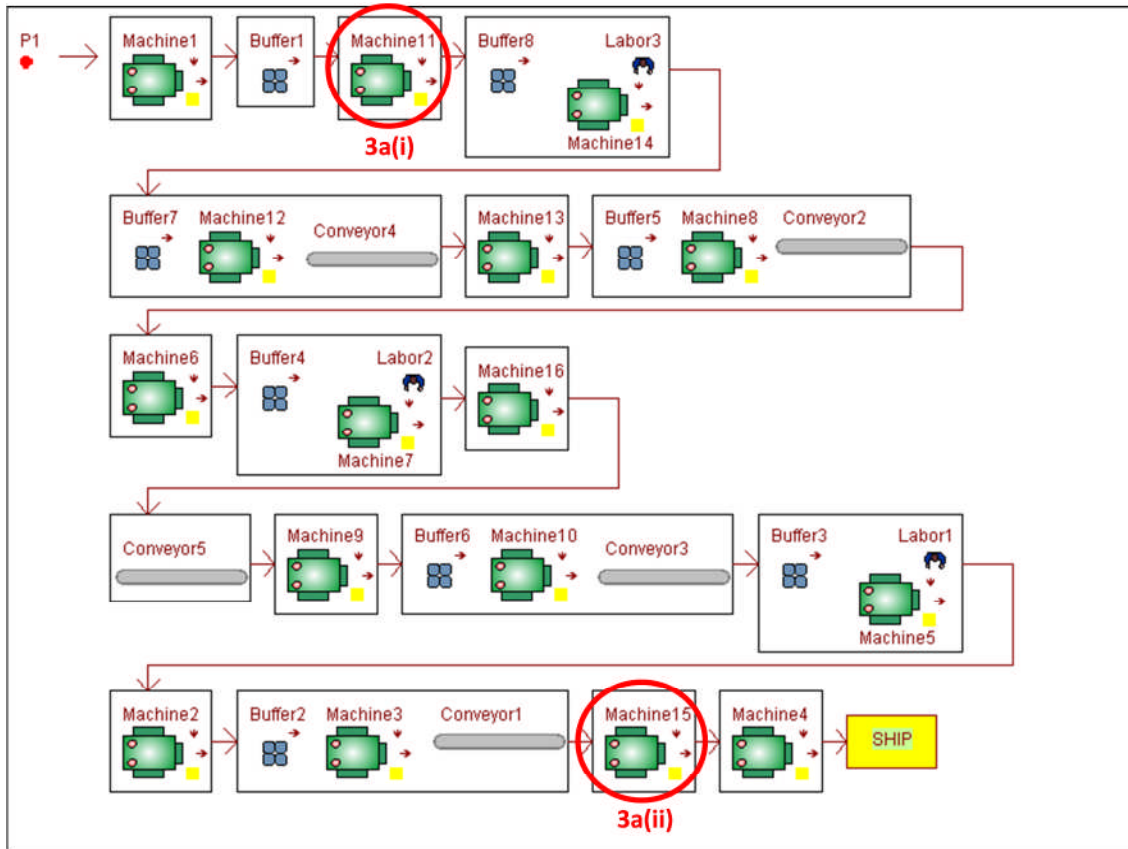 P1
Machine1
Buffer1
Machine11
Buffer8
Labor3
Machine14
3a(i)
Buffer7
Machine12
Conveyor4
Machine13
Buffer5
Machine8
Conveyor2
Machine6
Buffer4
Labor2
Machine7
Machine16
Conveyor5
Machine9
Buffer6
Machine10
Conveyor3
Buffer3
Labor1
Machine5
Machine2
Buffer2
Machine3
Conveyor1
Machine15
Machine4
SHIP
3a(ii)